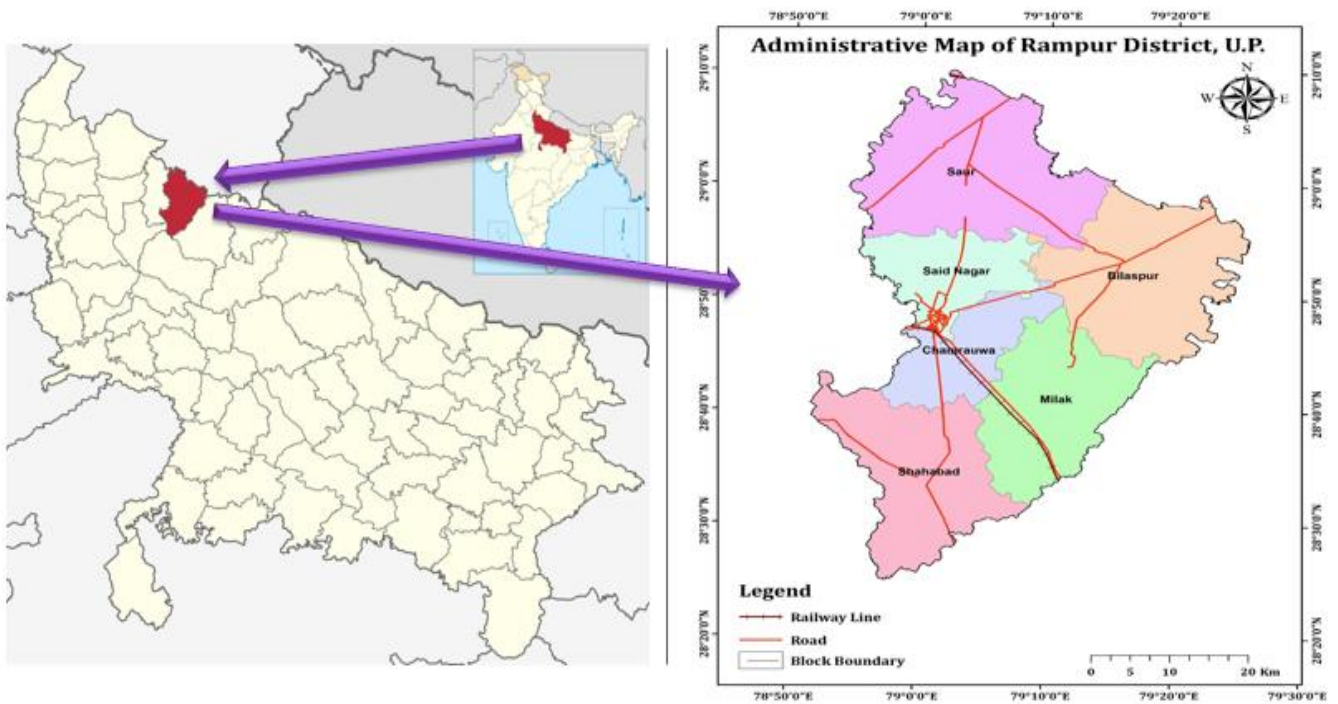 78°50'0"E 79°0'0"E 79°10'0"E 79°20'0"E
Administrative Map of Rampur District, U.P.
N
W E
S
29°10'0"N 29°10'0"N
Saur
29°0'0"N 29°0'0"N
Said Nagar
Bilaspur
28°50'0"N 28°50'0"N
Chamrauwa
Milak
28°40'0"N 28°40'0"N
Shahabad
28°30'0"N 28°30'0"N
Legend
Railway Line
Road
Block Boundary
28°20'0"N 28°20'0"N
0 5 10 20 Km
78°50'0"E 79°0'0"E 79°10'0"E 79°20'0"E 79°30'0"E